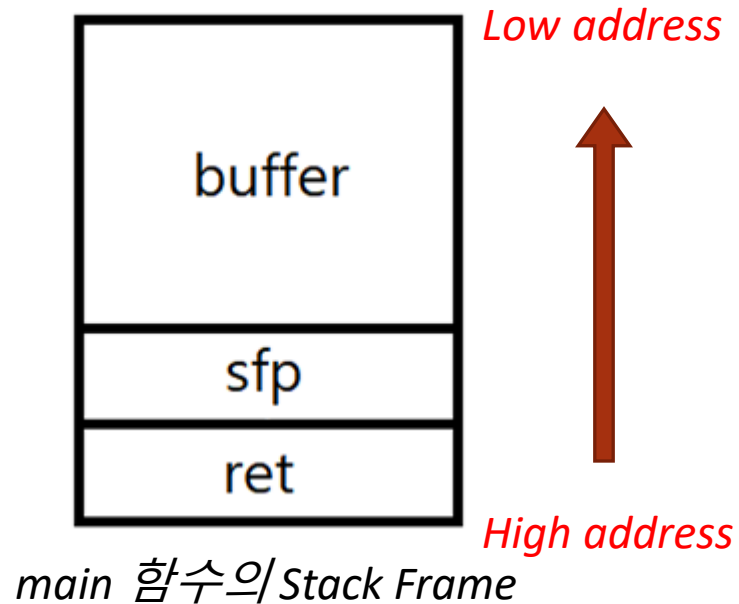 Low address
buffer
sfp
ret
High address
main 함수의 Stack Frame